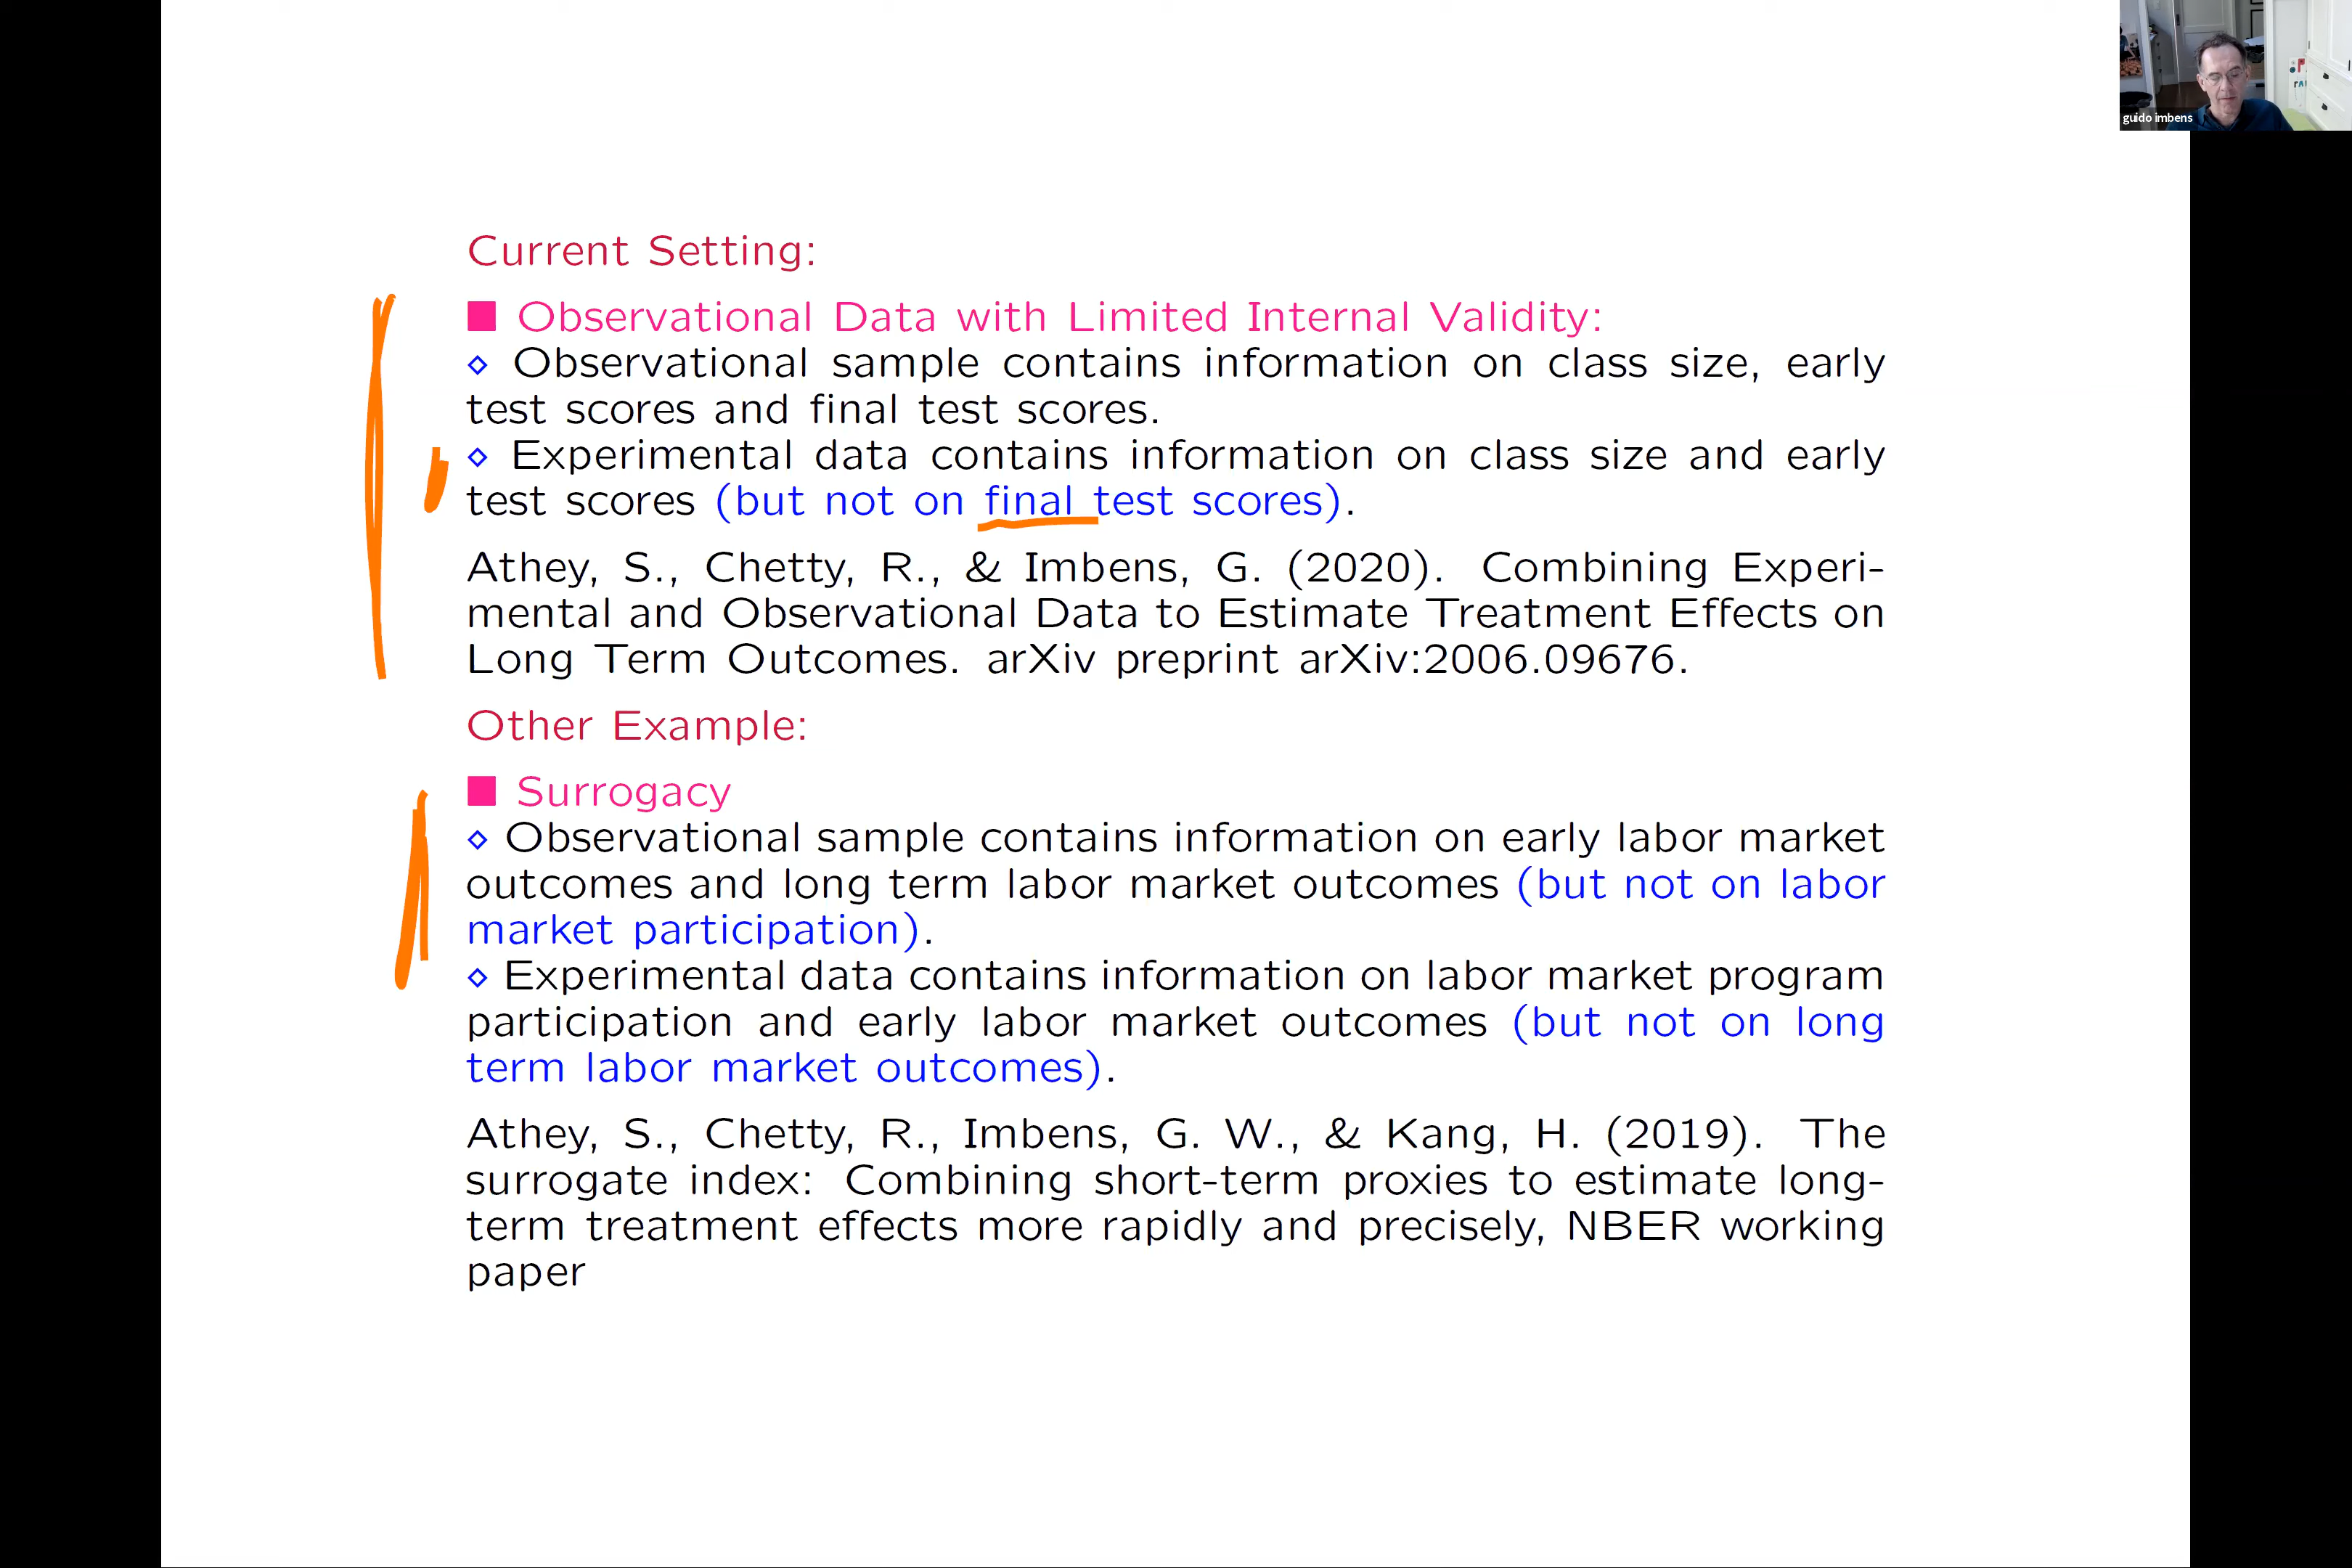 guido imbens
Current Setting:
■ Observational Data with Limited Internal Validity:
⋄ Observational sample contains information on class size, early
test scores and final test scores.
⋄ Experimental data contains information on class size and early
test scores (but not on final test scores).
Athey, S., Chetty, R., & Imbens, G. (2020). Combining Experi-
mental and Observational Data to Estimate Treatment Effects on
Long Term Outcomes. arXiv preprint arXiv:2006.09676.
Other Example:
■ Surrogacy
⋄ Observational sample contains information on early labor market
outcomes and long term labor market outcomes (but not on labor
market participation).
⋄ Experimental data contains information on labor market program
participation and early labor market outcomes (but not on long
term labor market outcomes).
Athey, S., Chetty, R., Imbens, G. W., & Kang, H. (2019). The
surrogate index: Combining short-term proxies to estimate long-
term treatment effects more rapidly and precisely, NBER working
paper